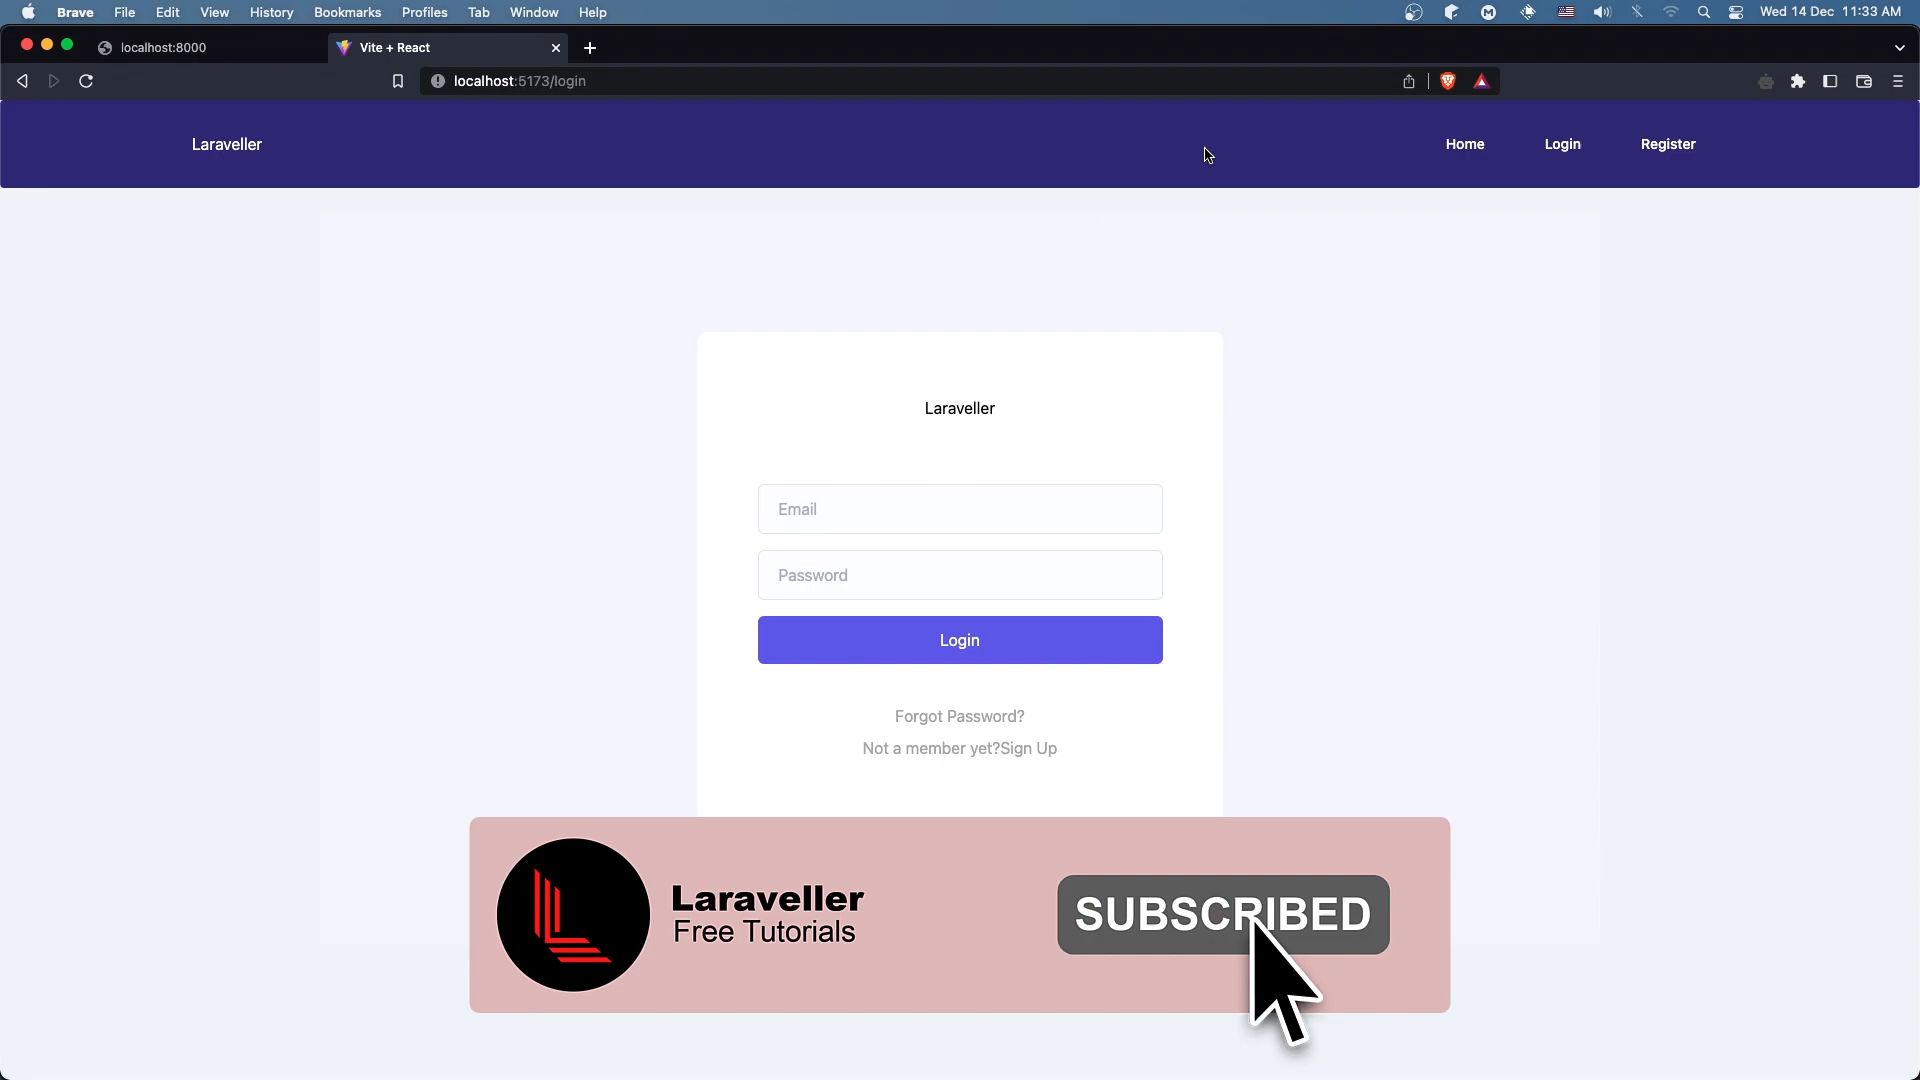 Brave File Edit View History Bookmarks Profiles Tab Window Help Wed 14 Dec 11:33 AM
localhost:8000 Vite + React
localhost:5173/login
Laraveller Home Login Register
Laraveller
Email
Password
Login
Forgot Password?
Not a member yet?Sign Up
Laraveller
Free Tutorials
SUBSCRIBED